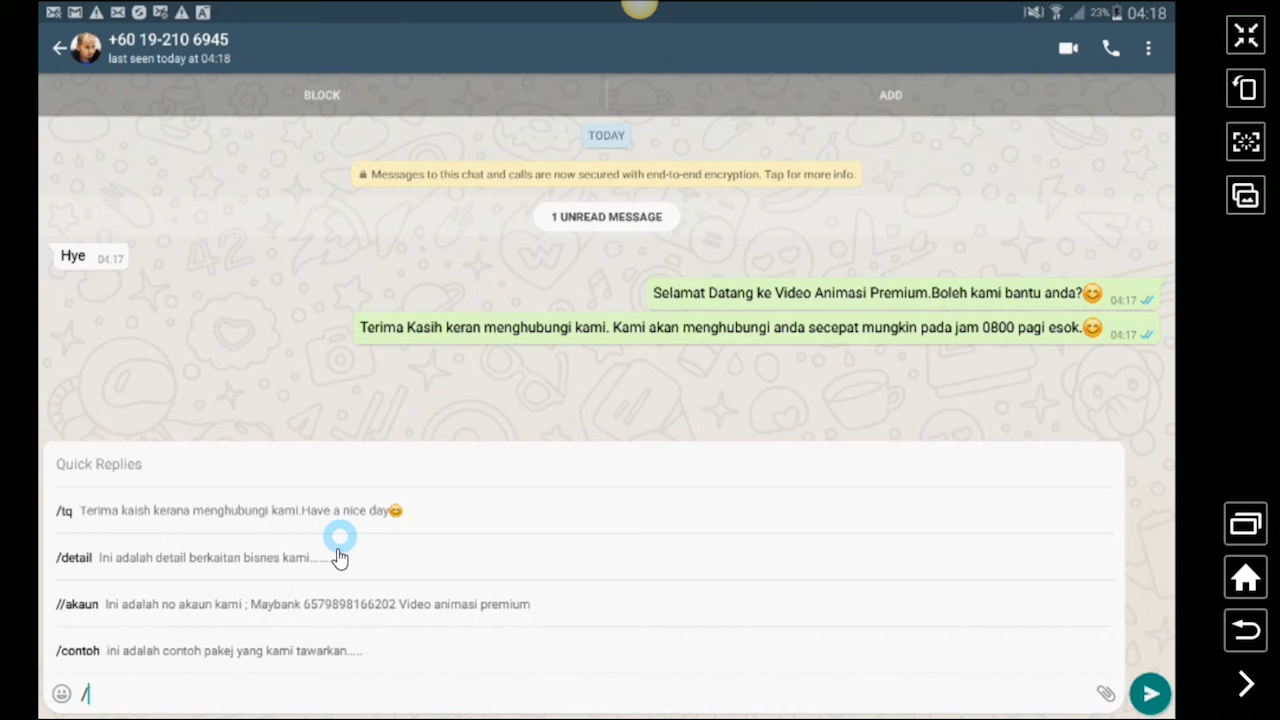 23% 04:18
+60 19-210 6945
last seen today at 04:18
BLOCK ADD
TODAY
Messages to this chat and calls are now secured with end-to-end encryption. Tap for more info.
1 UNREAD MESSAGE
Hye 04.17
Selamat Datang ke Video Animasi Premium.Boleh kami bantu anda?😊 04:17
Terima Kasih keran menghubungi kami. Kami akan menghubungi anda secepat mungkin pada jam 0800 pagi esok.😊 04:17
Quick Replies
/tq Terima kaish kerana menghubungi kami.Have a nice day😊
/detail Ini adalah detail berkaitan bisnes kami......
//akaun Ini adalah no akaun kami ; Maybank 6579898166202 Video animasi premium
/contoh ini adalah contoh pakej yang kami tawarkan.....
/